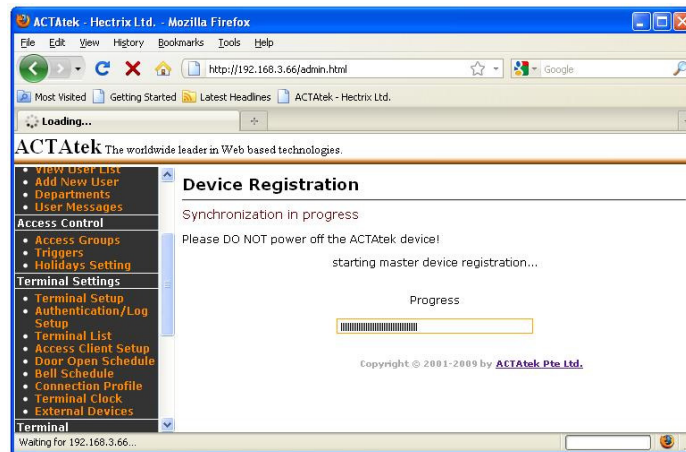 ACTAtek - Hectrix Ltd. - Mozilla Firefox
File Edit View History Bookmarks Tools Help
http://192.168.3.66/admin.html
Google
Most Visited Getting Started Latest Headlines ACTAtek - Hectrix Ltd.
Loading...
ACTAtek The worldwide leader in Web based technologies.
View User List
Add New User
Departments
User Messages
Access Control
Access Groups
Triggers
Holidays Setting
Terminal Settings
Terminal Setup
Authentication/Log
Setup
Terminal List
Access Client Setup
Door Open Schedule
Bell Schedule
Connection Profile
Terminal Clock
External Devices
Terminal
Device Registration
Synchronization in progress
Please DO NOT power off the ACTAtek device!
starting master device registration...
Progress
Copyright © 2001-2009 by ACTAtek Pte Ltd.
Waiting for 192.168.3.66...